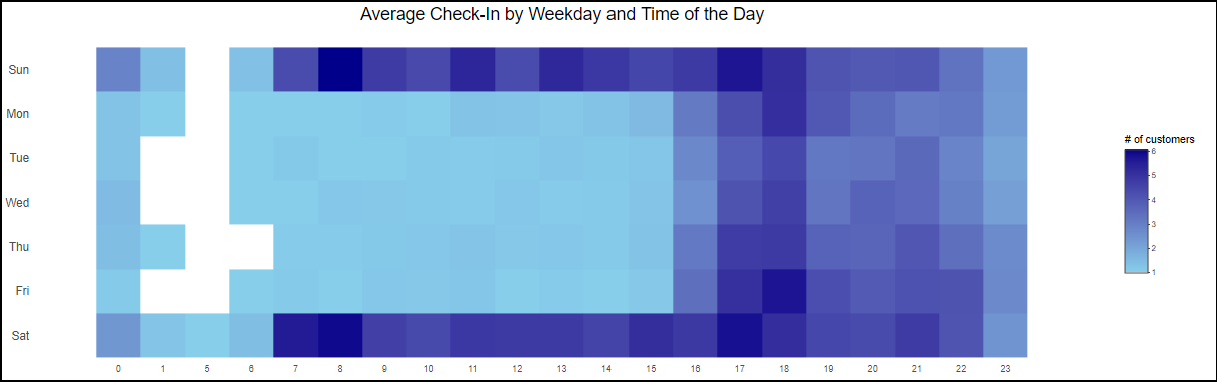 Average Check-In by Weekday and Time of the Day
Sun
Mon
Tue
Wed
Thu
Fri
Sat
0 1 5 6 7 8 9 10 11 12 13 14 15 16 17 18 19 20 21 22 23
# of customers
6
5
4
3
2
1